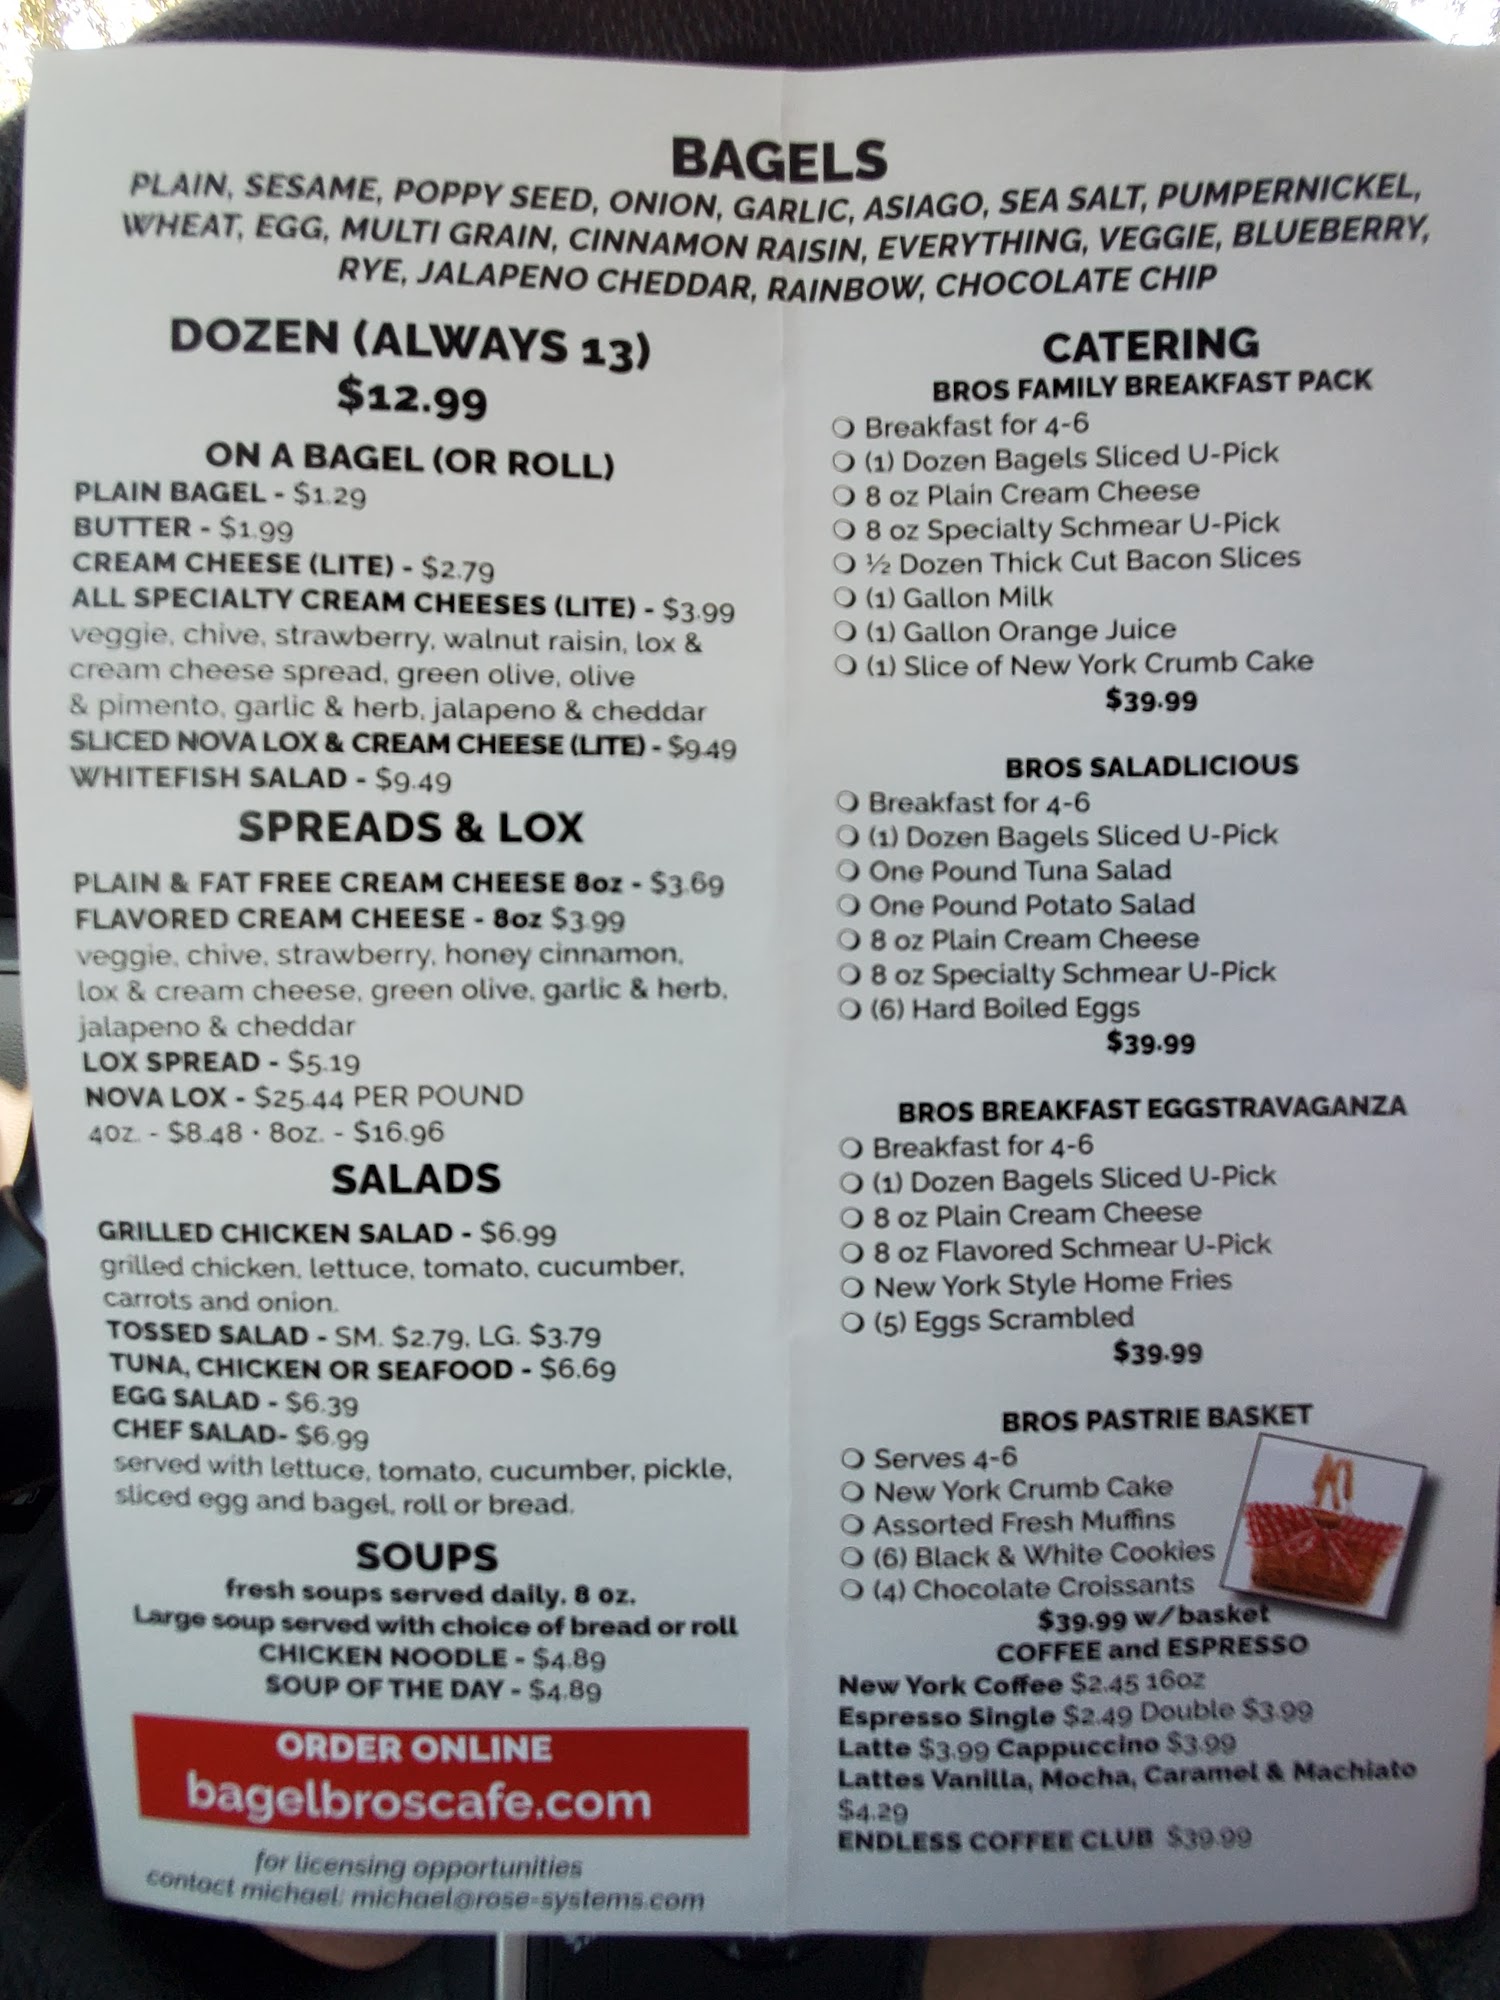 BAGELS
PLAIN, SESAME, POPPY SEED, ONION, GARLIC, ASIAGO, SEA SALT, PUMPERNICKEL,
WHEAT, EGG, MULTI GRAIN, CINNAMON RAISIN, EVERYTHING, VEGGIE, BLUEBERRY,
RYE, JALAPENO CHEDDAR, RAINBOW, CHOCOLATE CHIP
DOZEN (ALWAYS 13)
$12.99
ON A BAGEL (OR ROLL)
PLAIN BAGEL - $1.29
BUTTER - $1.99
CREAM CHEESE (LITE) - $2.79
ALL SPECIALTY CREAM CHEESES (LITE) - $3.99
veggie, chive, strawberry, walnut raisin, lox &
cream cheese spread, green olive, olive
& pimento, garlic & herb, jalapeno & cheddar
SLICED NOVA LOX & CREAM CHEESE (LITE) - $9.49
WHITEFISH SALAD - $9.49
SPREADS & LOX
PLAIN & FAT FREE CREAM CHEESE 8oz - $3.69
FLAVORED CREAM CHEESE - 8oz $3.99
veggie, chive, strawberry, honey cinnamon,
lox & cream cheese, green olive, garlic & herb,
jalapeno & cheddar
LOX SPREAD - $5.19
NOVA LOX - $25.44 PER POUND
4oz. - $8.48 · 8oz. - $16.96
SALADS
GRILLED CHICKEN SALAD - $6.99
grilled chicken, lettuce, tomato, cucumber,
carrots and onion.
TOSSED SALAD - SM. $2.79, LG. $3.79
TUNA, CHICKEN OR SEAFOOD - $6.69
EGG SALAD - $6.39
CHEF SALAD- $6.99
served with lettuce, tomato, cucumber, pickle,
sliced egg and bagel, roll or bread.
SOUPS
fresh soups served daily, 8 oz.
Large soup served with choice of bread or roll
CHICKEN NOODLE - $4.89
SOUP OF THE DAY - $4.89
ORDER ONLINE
bagelbroscafe.com
for licensing opportunities
contact michael: michael@rose-systems.com
CATERING
BROS FAMILY BREAKFAST PACK
❍ Breakfast for 4-6
❍ (1) Dozen Bagels Sliced U-Pick
❍ 8 oz Plain Cream Cheese
❍ 8 oz Specialty Schmear U-Pick
❍ ½ Dozen Thick Cut Bacon Slices
❍ (1) Gallon Milk
❍ (1) Gallon Orange Juice
❍ (1) Slice of New York Crumb Cake
$39.99
BROS SALADLICIOUS
❍ Breakfast for 4-6
❍ (1) Dozen Bagels Sliced U-Pick
❍ One Pound Tuna Salad
❍ One Pound Potato Salad
❍ 8 oz Plain Cream Cheese
❍ 8 oz Specialty Schmear U-Pick
❍ (6) Hard Boiled Eggs
$39.99
BROS BREAKFAST EGGSTRAVAGANZA
❍ Breakfast for 4-6
❍ (1) Dozen Bagels Sliced U-Pick
❍ 8 oz Plain Cream Cheese
❍ 8 oz Flavored Schmear U-Pick
❍ New York Style Home Fries
❍ (5) Eggs Scrambled
$39.99
BROS PASTRIE BASKET
❍ Serves 4-6
❍ New York Crumb Cake
❍ Assorted Fresh Muffins
❍ (6) Black & White Cookies
❍ (4) Chocolate Croissants
$39.99 w/basket
COFFEE and ESPRESSO
New York Coffee $2.45 16oz
Espresso Single $2.49 Double $3.99
Latte $3.99 Cappuccino $3.99
Lattes Vanilla, Mocha, Caramel & Machiato
$4.29
ENDLESS COFFEE CLUB $39.99